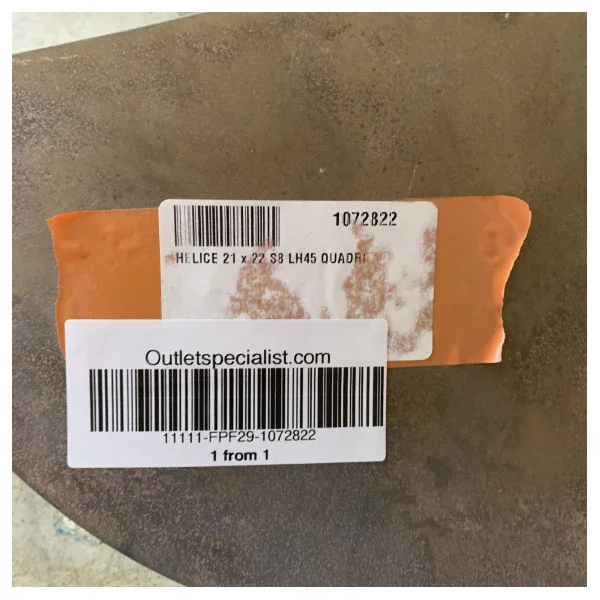 1072822
HELICE 21 x 22 S8 LH45 QUADRI
Outletspecialist.com
11111-FPF29-1072822
1 from 1